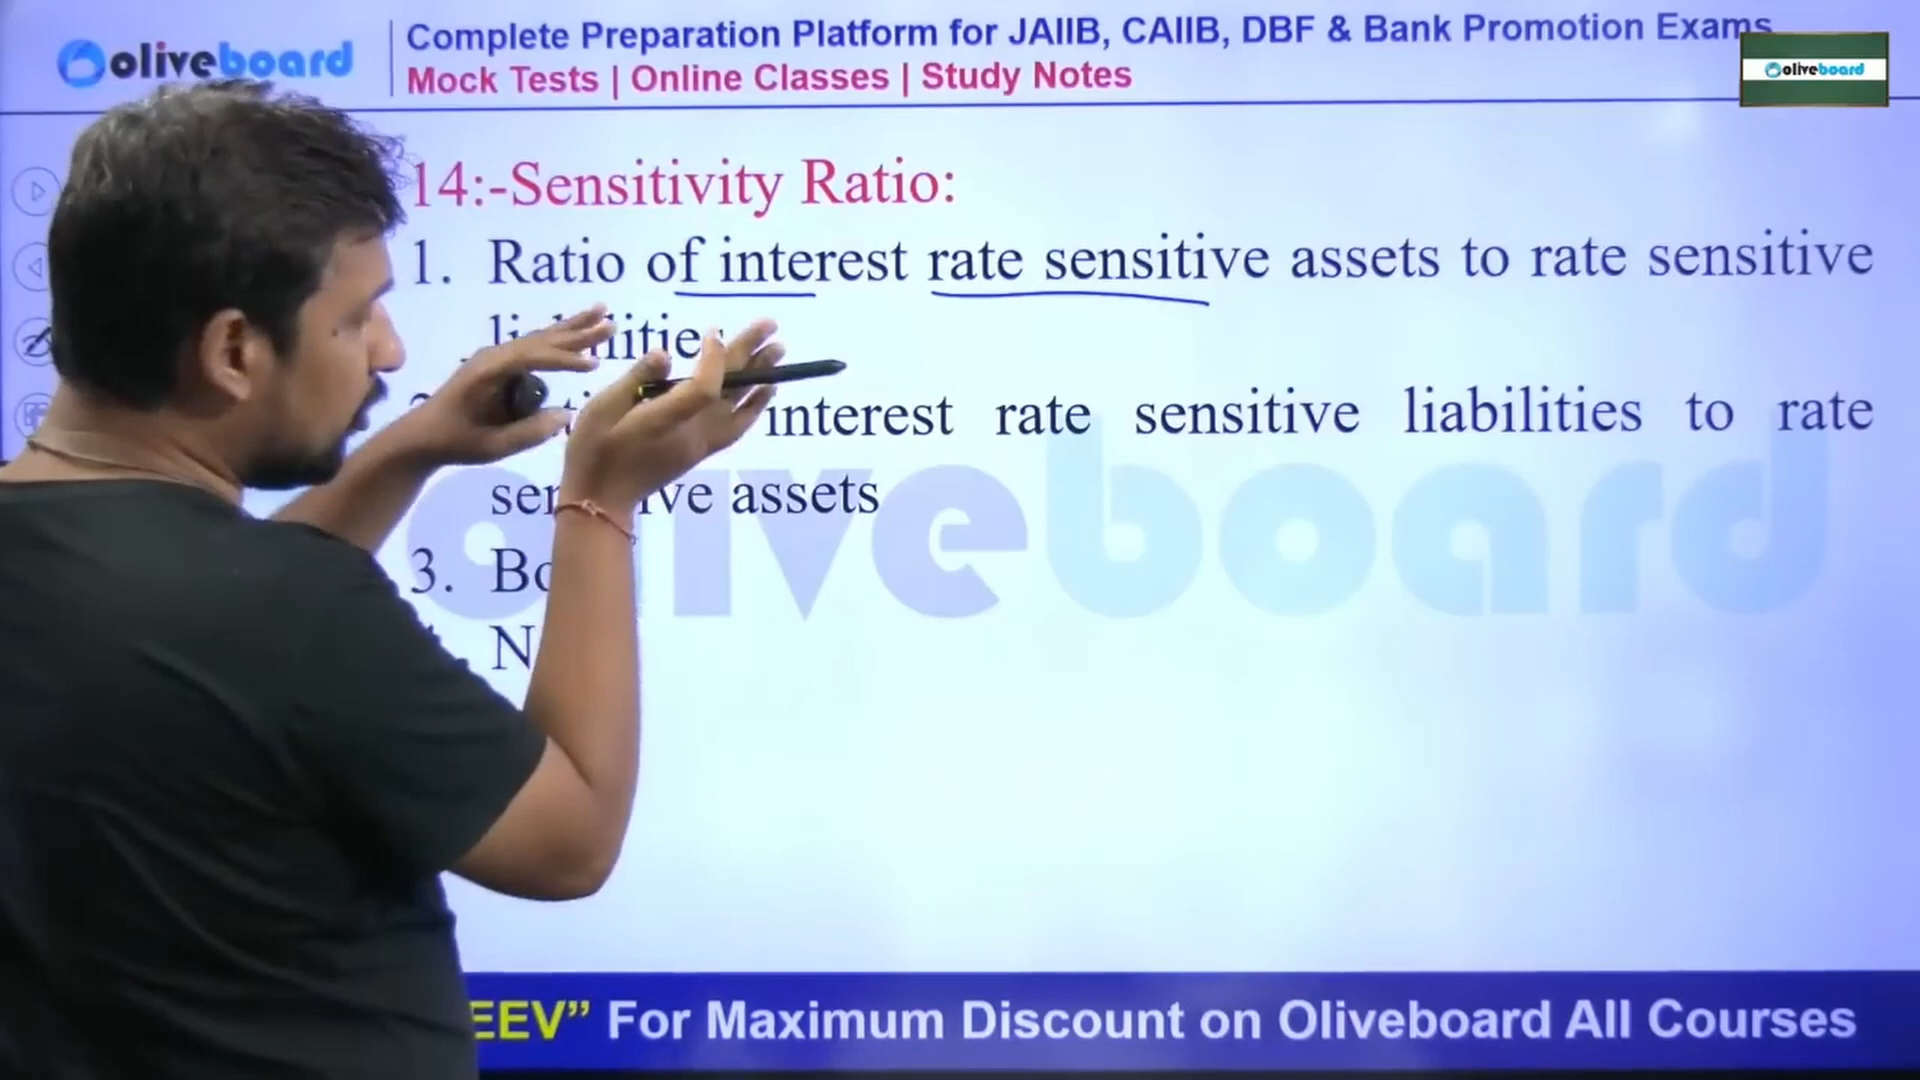 oliveboard
Complete Preparation Platform for JAIIB, CAIIB, DBF & Bank Promotion Exams
Mock Tests | Online Classes | Study Notes
oliveboard
14:-Sensitivity Ratio:
1. Ratio of interest rate sensitive assets to rate sensitive
liabilities
interest rate sensitive liabilities to rate
assets
3.
oliveboard
EEV” For Maximum Discount on Oliveboard All Courses